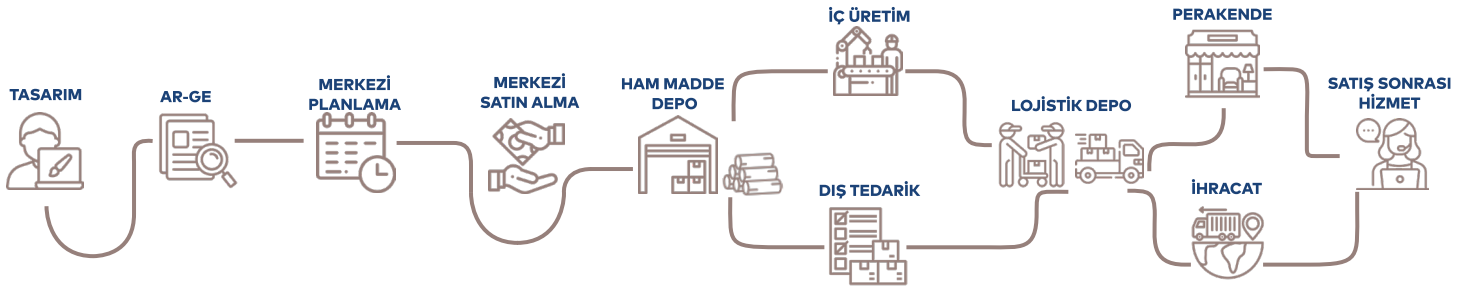 TASARIM
AR-GE
MERKEZİ
PLANLAMA
MERKEZİ
SATIN ALMA
HAM MADDE
DEPO
İÇ ÜRETİM
DIŞ TEDARİK
LOJİSTİK DEPO
PERAKENDE
İHRACAT
SATIŞ SONRASI
HİZMET